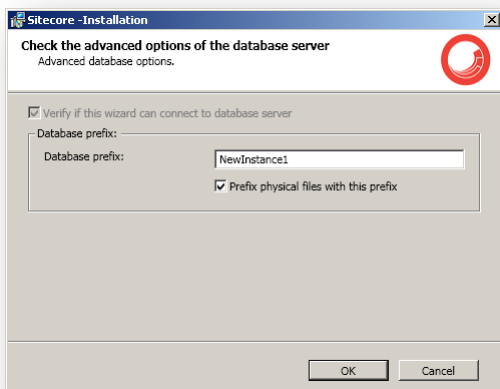 Sitecore -Installation
Check the advanced options of the database server
Advanced database options.
Verify if this wizard can connect to database server
Database prefix:
Database prefix: NewInstance1
Prefix physical files with this prefix
OK Cancel